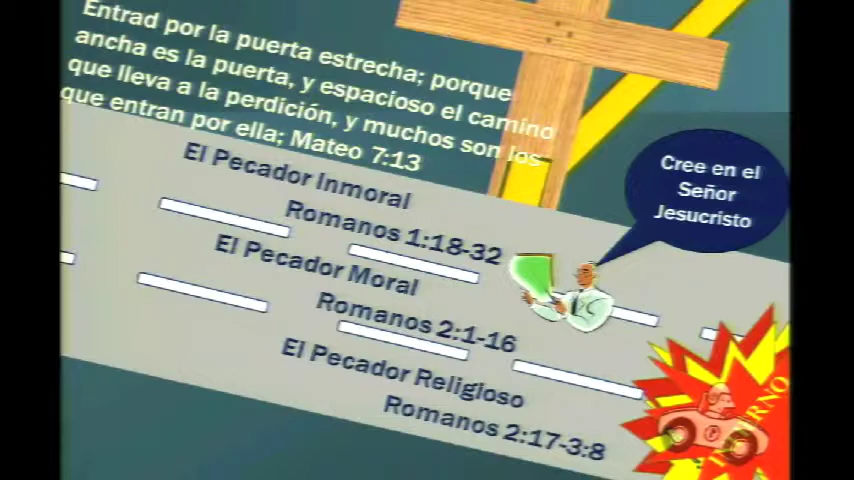 Entrad por la puerta estrecha; porque
ancha es la puerta, y espacioso el camino
que lleva a la perdición, y muchos son los
que entran por ella; Mateo 7:13
El Pecador Inmoral
Romanos 1:18-32
El Pecador Moral
Romanos 2:1-16
El Pecador Religioso
Romanos 2:17-3:8
Cree en el
Señor
Jesucristo